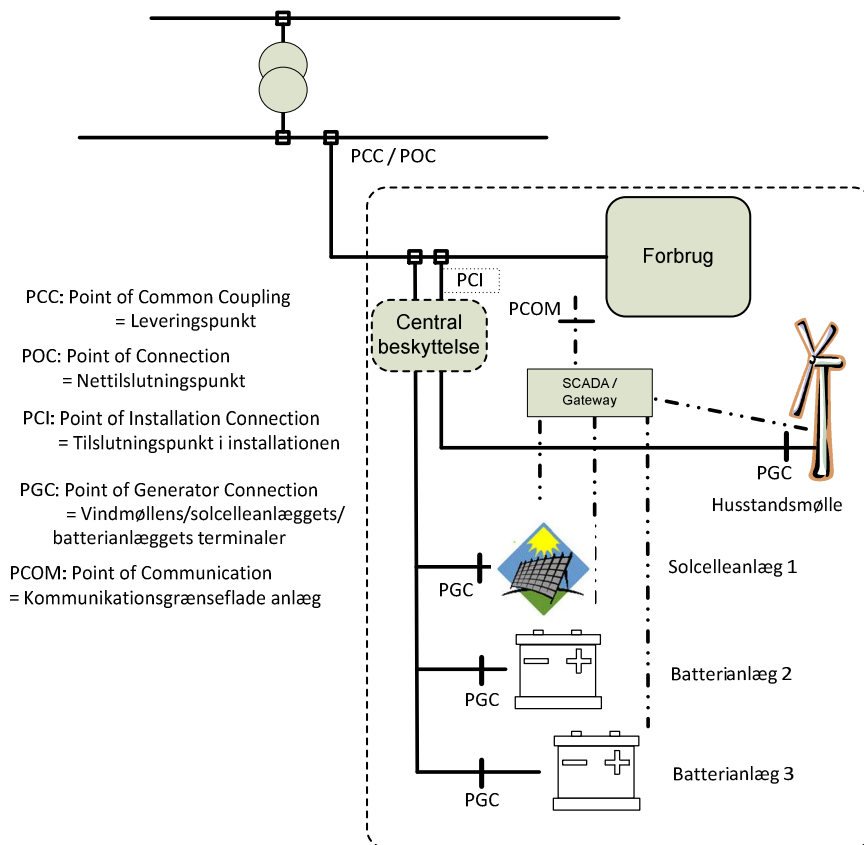 PCC / POC
Forbrug
PCI
PCOM
Central
beskyttelse
SCADA /
Gateway
PGC
Husstandsmølle
PGC
Solcelleanlæg 1
PGC
Batterianlæg 2
PGC
Batterianlæg 3
PCC: Point of Common Coupling
= Leveringspunkt
POC: Point of Connection
= Nettilslutningspunkt
PCI: Point of Installation Connection
= Tilslutningspunkt i installationen
PGC: Point of Generator Connection
= Vindmøllens/solcelleanlæggets/
batterianlæggets terminaler
PCOM: Point of Communication
= Kommunikationsgrænseflade anlæg